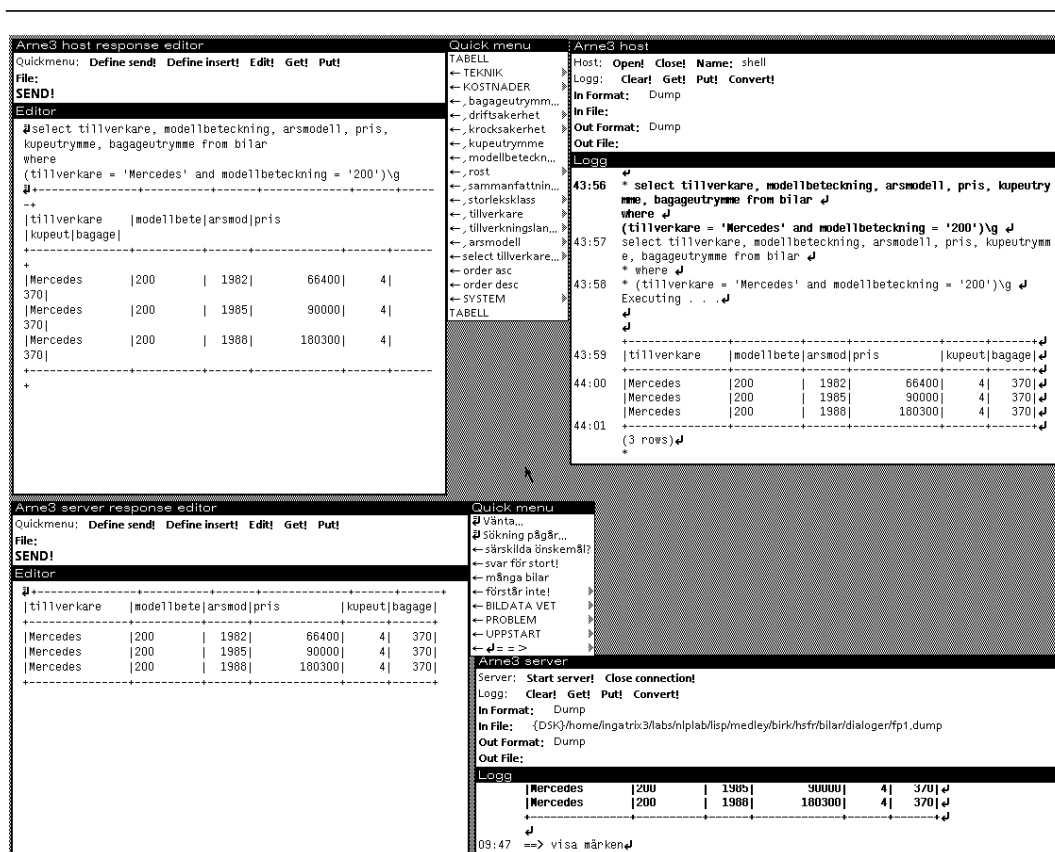 Arne3 host response editor
Quickmenu: Define send! Define insert! Edit! Get! Put!
File:
SEND!
Editor
select tillverkare, modellbeteckning, arsmodell, pris,
kupeutrymme, bagageutrymme from bilar
where
(tillverkare = 'Mercedes' and modellbeteckning = '200')\g
+--------------+----------+------+-------------+------+-----
-+
|tillverkare |modellbete|arsmod|pris
|kupeut|bagage|
+--------------+----------+------+-------------+------+------
+
|Mercedes |200 | 1982| 66400| 4|
370|
|Mercedes |200 | 1985| 90000| 4|
370|
|Mercedes |200 | 1988| 180300| 4|
370|
+--------------+----------+------+-------------+------+------
+
Quick menu
TABELL
← TEKNIK
← KOSTNADER
← , bagageutrymm...
← , driftsakerhet
← , krocksakerhet
← , kupeutrymme
← , modellbeteckn...
← , rost
← , sammanfattnin...
← , storleksklass
← , tillverkare
← , tillverkningslan...
← , arsmodell
← select tillverkare...
← order asc
← order desc
← SYSTEM
TABELL
Arne3 host
Host: Open! Close! Name: shell
Logg: Clear! Get! Put! Convert!
In Format: Dump
In File:
Out Format: Dump
Out File:
Logg
↲
43:56 * select tillverkare, modellbeteckning, arsmodell, pris, kupeutry
mme, bagageutrymme from bilar ↲
where ↲
(tillverkare = 'Mercedes' and modellbeteckning = '200')\g ↲
43:57 select tillverkare, modellbeteckning, arsmodell, pris, kupeutrymm
e, bagageutrymme from bilar ↲
* where ↲
43:58 * (tillverkare = 'Mercedes' and modellbeteckning = '200')\g ↲
Executing . . .↲
↲
↲
+--------------+----------+------+-------------+------+------+↲
43:59 |tillverkare |modellbete|arsmod|pris |kupeut|bagage|↲
+--------------+----------+------+-------------+------+------+↲
44:00 |Mercedes |200 | 1982| 66400| 4| 370|↲
|Mercedes |200 | 1985| 90000| 4| 370|↲
|Mercedes |200 | 1988| 180300| 4| 370|↲
44:01 +--------------+----------+------+-------------+------+------+↲
(3 rows)↲
*
Arne3 server response editor
Quickmenu: Define send! Define insert! Edit! Get! Put!
File:
SEND!
Editor
+--------------+----------+------+-------------+------+------+
|tillverkare |modellbete|arsmod|pris |kupeut|bagage|
+--------------+----------+------+-------------+------+------+
|Mercedes |200 | 1982| 66400| 4| 370|
|Mercedes |200 | 1985| 90000| 4| 370|
|Mercedes |200 | 1988| 180300| 4| 370|
+--------------+----------+------+-------------+------+------+
Quick menu
Vänta...
Sökning pågår...
← särskilda önskemål?
← svar för stort!
← många bilar
← förstår inte!
← BILDATA VET
← PROBLEM
← UPPSTART
← ↲= = >
Arne3 server
Server: Start server! Close connection!
Logg: Clear! Get! Put! Convert!
In Format: Dump
In File: {DSK}/home/ingatrix3/labs/nlplab/lisp/medley/birk/hsfr/bilar/dialoger/fp1.dump
Out Format: Dump
Out File:
Logg
|Mercedes |200 | 1985| 90000| 4| 370|↲
|Mercedes |200 | 1988| 180300| 4| 370|↲
+--------------+----------+------+-------------+------+------+↲
↲
09:47 ==> visa märken↲